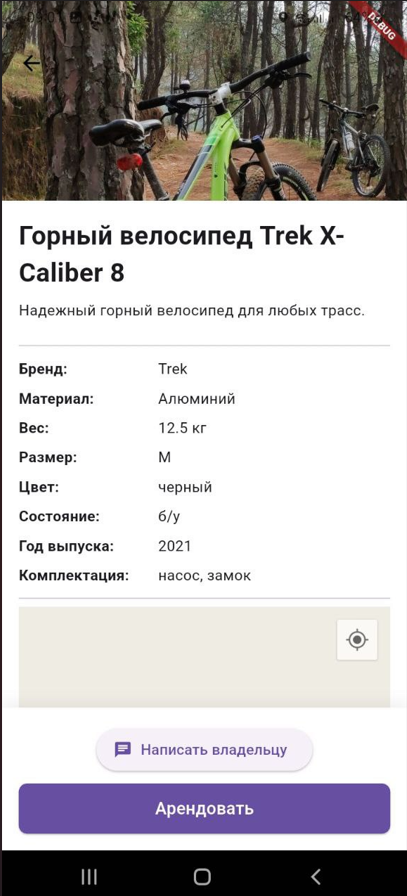 DEBUG
Горный велосипед Trek X-
Caliber 8
Надежный горный велосипед для любых трасс.
Бренд: Trek
Материал: Алюминий
Вес: 12.5 кг
Размер: M
Цвет: черный
Состояние: б/у
Год выпуска: 2021
Комплектация: насос, замок
Написать владельцу
Арендовать